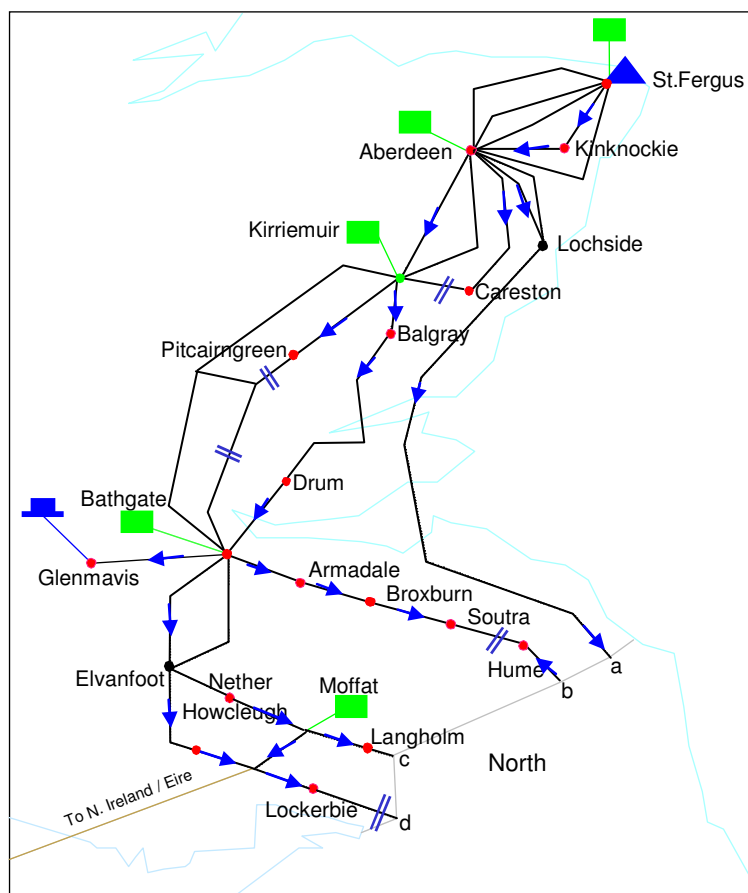 St.Fergus
Aberdeen
Kinknockie
Kirriemuir
Lochside
Careston
Balgray
Pitcairngreen
Drum
Bathgate
Glenmavis
Armadale
Broxburn
Soutra
Hume
a
b
Elvanfoot
Nether
Howcleugh
Moffat
Langholm
c
North
To N. Ireland / Eire
Lockerbie
d